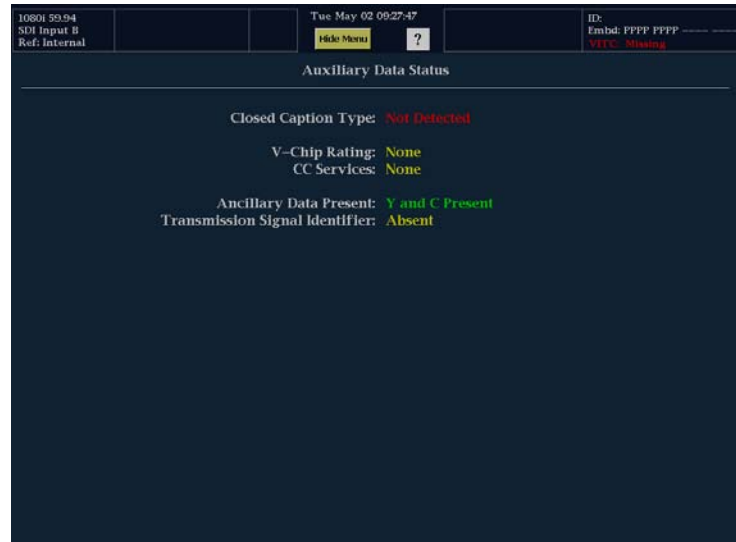 1080i 59.94
SDI Input B
Ref: Internal
Tue May 02 09:27:47
Hide Menu
?
ID:
Embd: PPPP PPPP ---- ----
VITC: Missing
Auxiliary Data Status
Closed Caption Type: Not Detected
V-Chip Rating: None
CC Services: None
Ancillary Data Present: Y and C Present
Transmission Signal Identifier: Absent